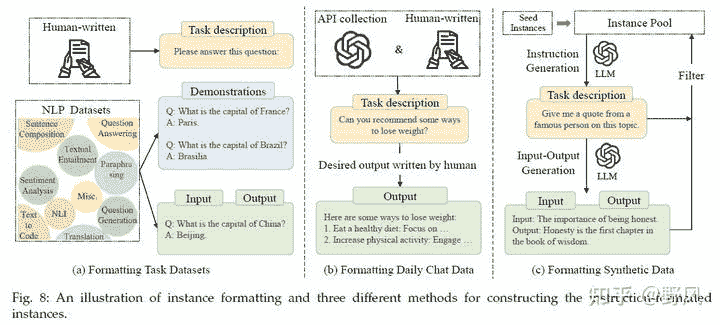 Human-written
Task description
Please answer this question:
NLP Datasets
Sentence
Composition
Question
Answering
Textual
Entailment
Paraphra
sing
Sentiment
Analysis
Misc.
Text
to
Code
NLI
Question
Generation
Translation
Demonstrations
Q: What is the capital of France?
A: Paris.
Q: What is the capital of Brazil?
A: Brasilia
Input Output
Q: What is the capital of China?
A: Beijing.
(a) Formatting Task Datasets
API collection
&
Human-written
Task description
Can you recommend some ways
to lose weight?
Desired output written by human
Output
Here are some ways to lose weight:
1. Eat a healthy diet: Focus on …
2. Increase physical activity: Engage …
(b) Formatting Daily Chat Data
Seed
Instances
Instance Pool
Instruction
Generation
LLM
Filter
Task description
Give me a quote from a
famous person on this topic.
Input-Output
Generation
LLM
Input Output
Input: The importance of being honest.
Output: Honesty is the first chapter in
the book of wisdom.
(c) Formatting Synthetic Data
Fig. 8: An illustration of instance formatting and three different methods for constructing the instruction-formatted
instances.
知乎 @野风